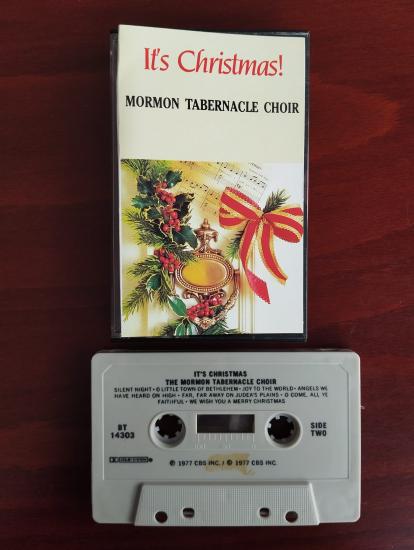 It's Christmas!
MORMON TABERNACLE CHOIR
IT'S CHRISTMAS
THE MORMON TABERNACLE CHOIR
SILENT NIGHT • O LITTLE TOWN OF BETHLEHEM • JOY TO THE WORLD • ANGELS WE
HAVE HEARD ON HIGH • FAR, FAR AWAY ON JUDEA'S PLAINS • O COME, ALL YE
FAITHFUL • WE WISH YOU A MERRY CHRISTMAS
BT
14303
SIDE
TWO
℗ 1977 CBS INC. / © 1977 CBS INC.